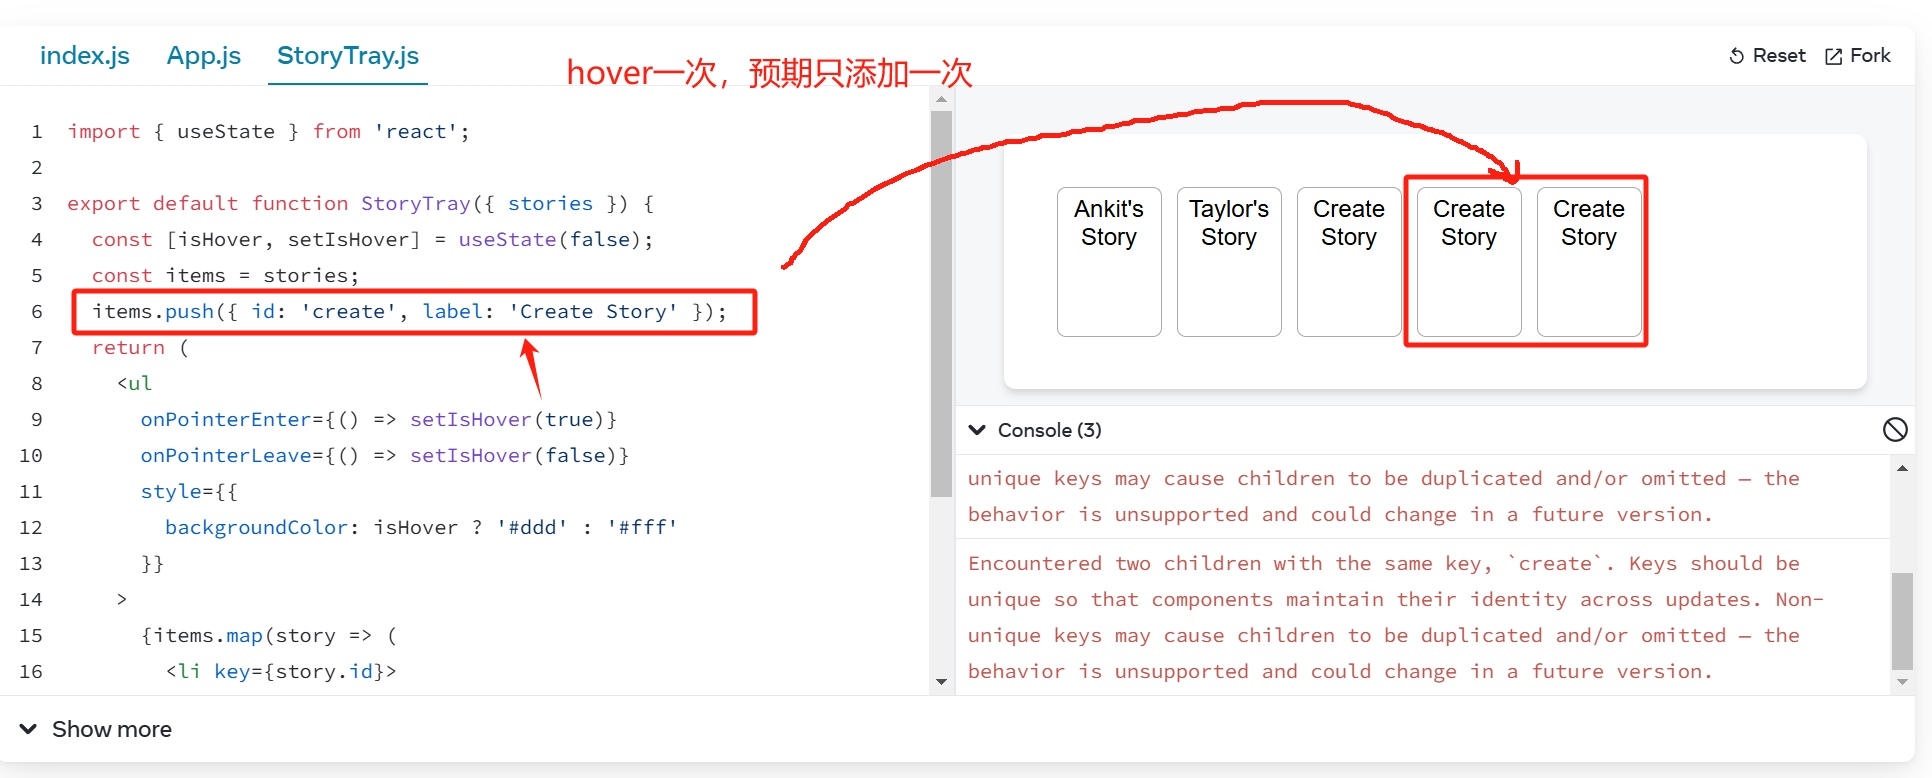 index.js App.js StoryTray.js
hover一次，预期只添加一次
Reset Fork
1 import { useState } from 'react';
2
3 export default function StoryTray({ stories }) {
4 const [isHover, setIsHover] = useState(false);
5 const items = stories;
6 items.push({ id: 'create', label: 'Create Story' });
7 return (
8 <ul
9 onPointerEnter={() => setIsHover(true)}
10 onPointerLeave={() => setIsHover(false)}
11 style={{
12 backgroundColor: isHover ? '#ddd' : '#fff'
13 }}
14 >
15 {items.map(story => (
16 <li key={story.id}>
Show more
Ankit's
Story
Taylor's
Story
Create
Story
Create
Story
Create
Story
Console (3)
unique keys may cause children to be duplicated and/or omitted — the
behavior is unsupported and could change in a future version.
Encountered two children with the same key, `create`. Keys should be
unique so that components maintain their identity across updates. Non-
unique keys may cause children to be duplicated and/or omitted — the
behavior is unsupported and could change in a future version.